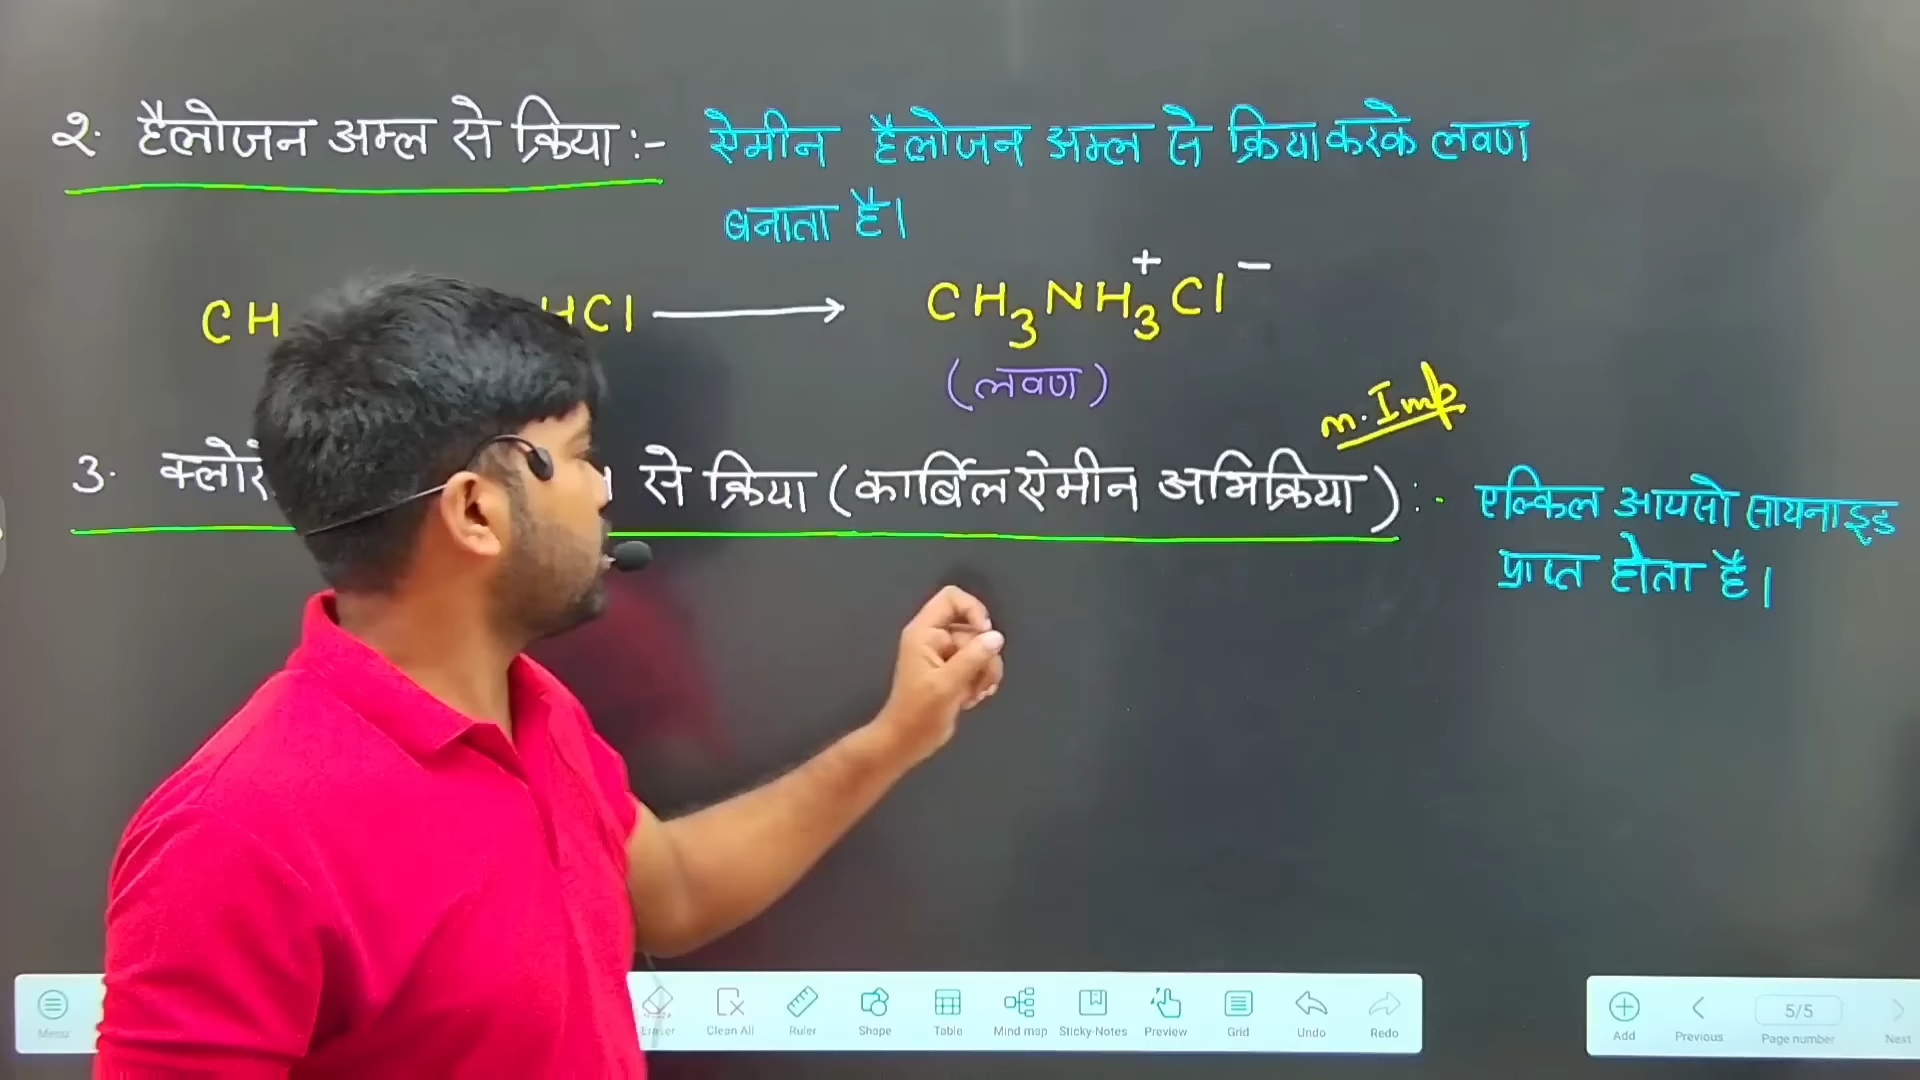 २. हैलोजन अम्ल से क्रिया :- ऐमीन हैलोजन अम्ल से क्रिया करके लवण
बनाता है।
CH HCl ⟶ CH₃NH₃⁺Cl⁻
(लवण)
m. Imp
3. से क्रिया (कार्बिल ऐमीन अभिक्रिया) :- एल्किल आयसो सायनाइड
प्राप्त होता है।
Menu Eraser Clean All Ruler Shape Table Mind map Sticky-Notes Preview Grid Undo Redo Add Previous 5/5 Page number Next